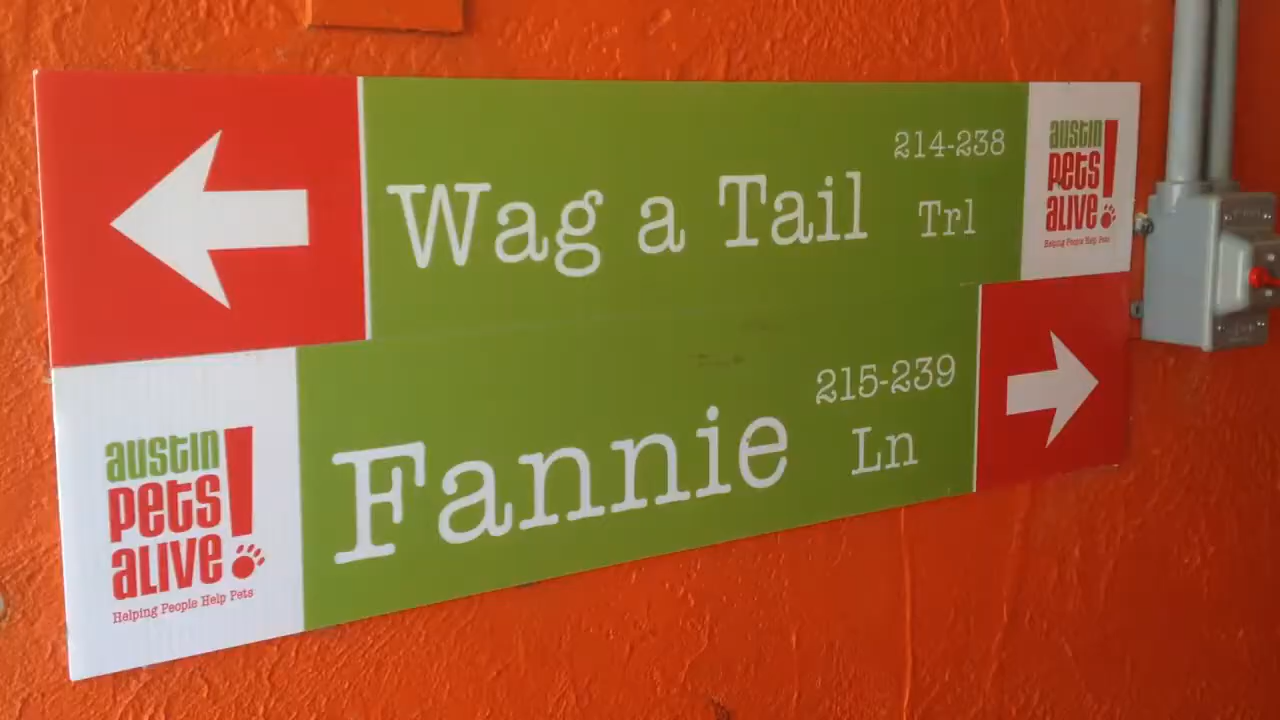 214-238
Wag a Tail Trl
austin
pets
alive!
Helping People Help Pets
215-239
Fannie Ln
austin
pets
alive!
Helping People Help Pets